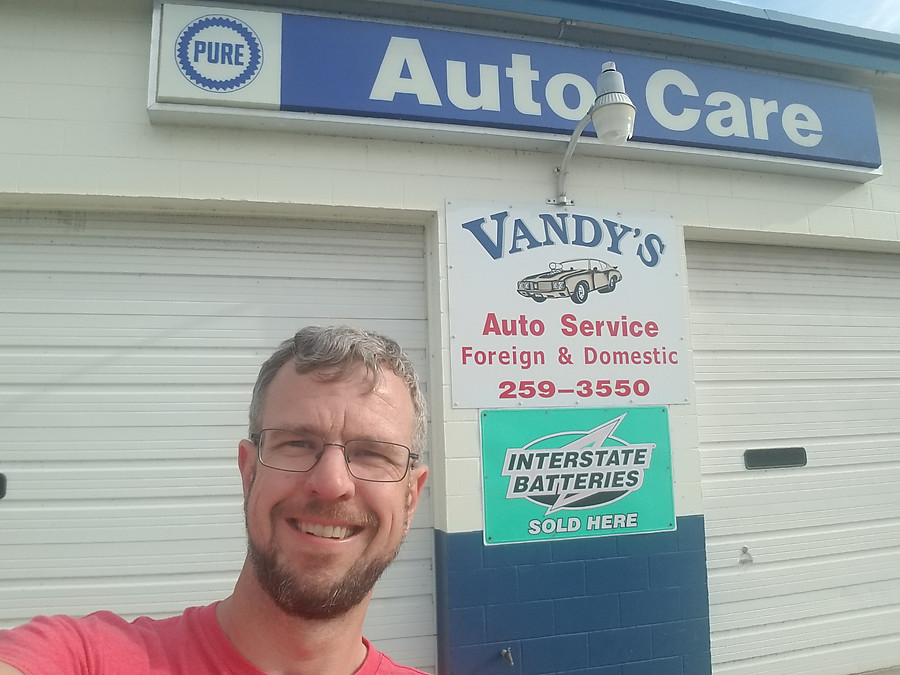 PURE
Auto Care
VANDY'S
Auto Service
Foreign & Domestic
259-3550
INTERSTATE
BATTERIES
SOLD HERE